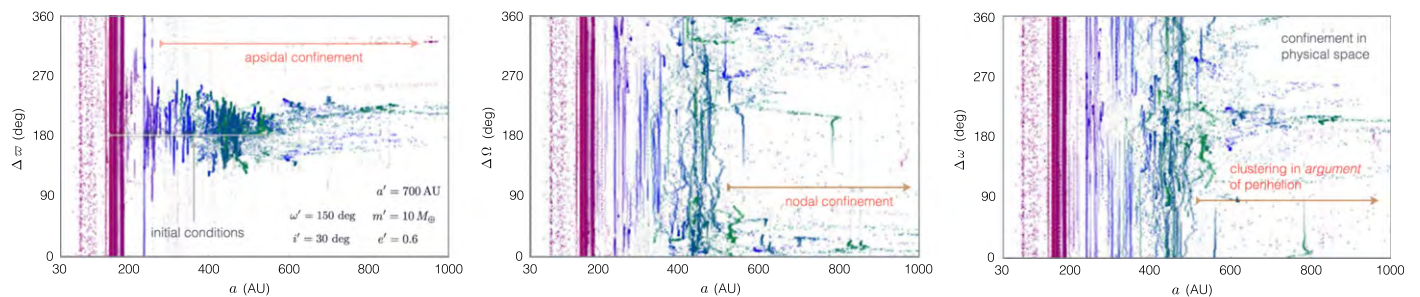 360
270
180
90
0
Δϖ (deg)
apsidal confinement
initial conditions
a′ = 700 AU
ω′ = 150 deg m′ = 10 M⊕
i′ = 30 deg e′ = 0.6
30 200 400 600 800 1000
a (AU)
360
270
180
90
0
ΔΩ (deg)
nodal confinement
30 200 400 600 800 1000
a (AU)
360
270
180
90
0
Δω (deg)
confinement in
physical space
clustering in argument
of perihelion
30 200 400 600 800 1000
a (AU)